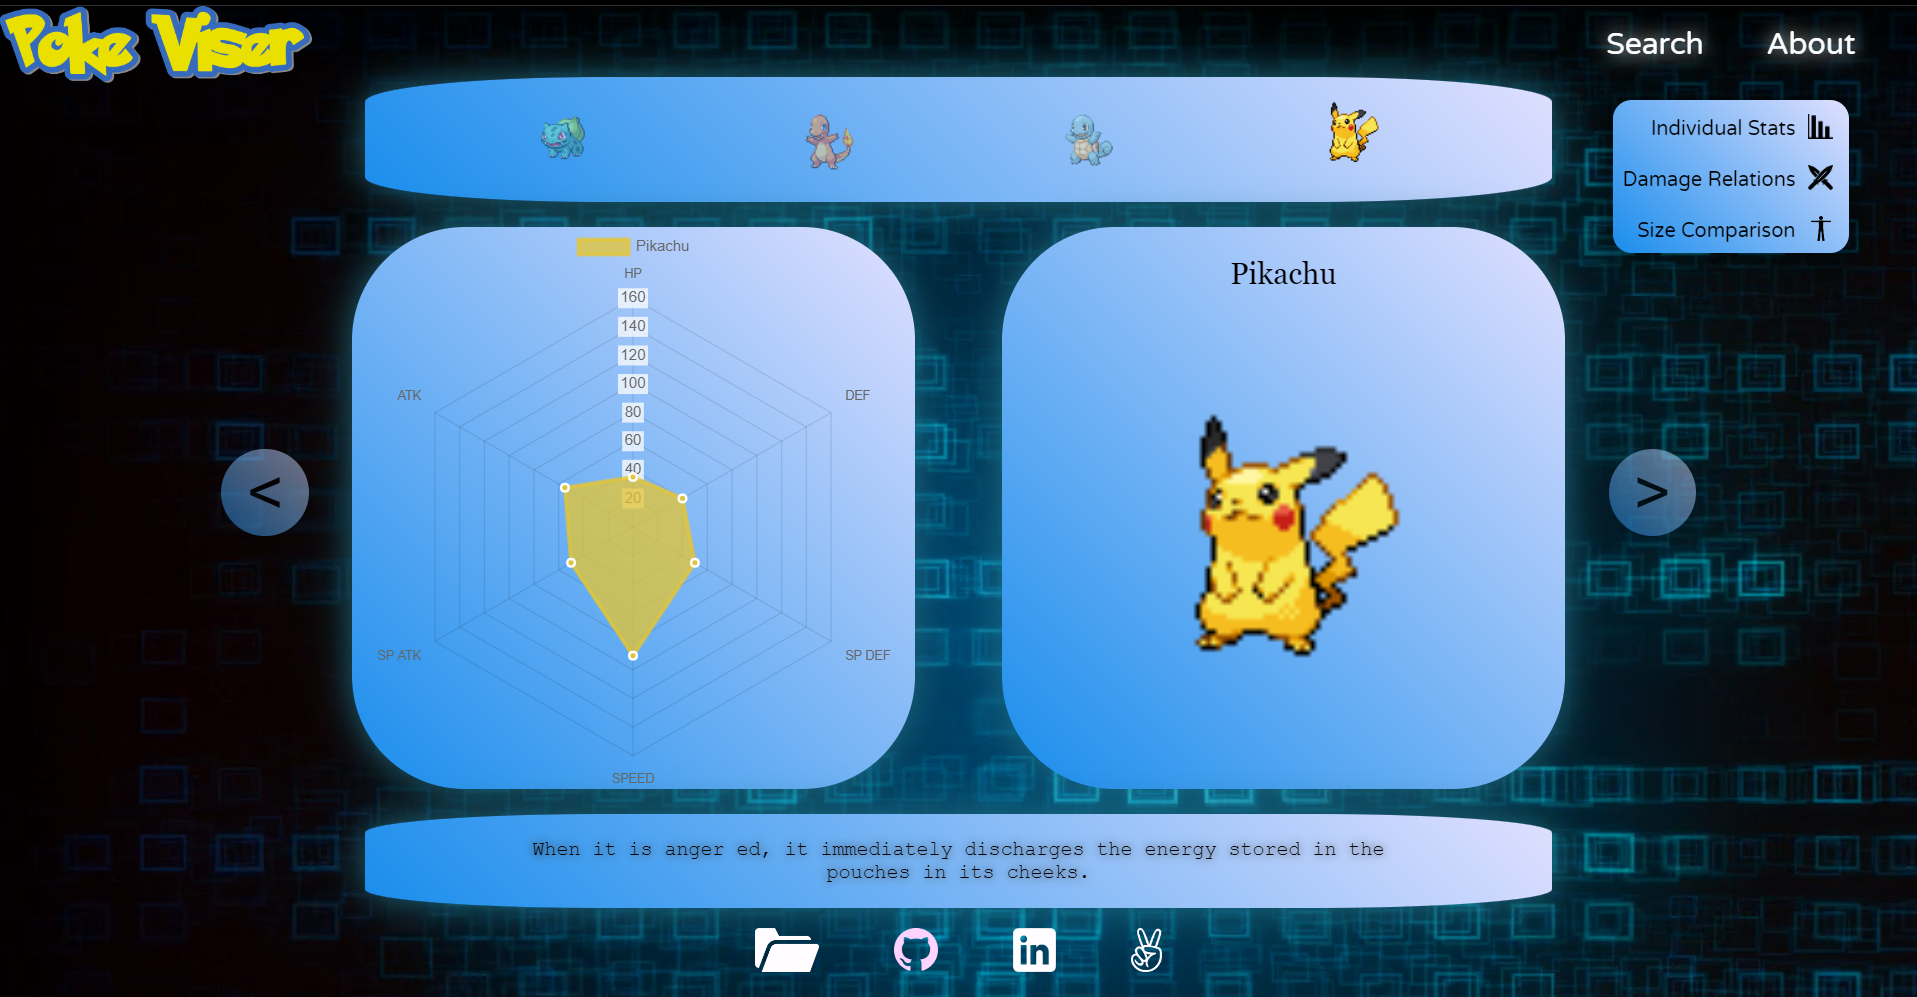 Poke Viser
Search
About
Individual Stats
Damage Relations
Size Comparison
Pikachu
HP
160
140
120
100
80
60
40
20
ATK
DEF
SP ATK
SP DEF
SPEED
Pikachu
<
>
When it is anger ed, it immediately discharges the energy stored in the
pouches in its cheeks.
in